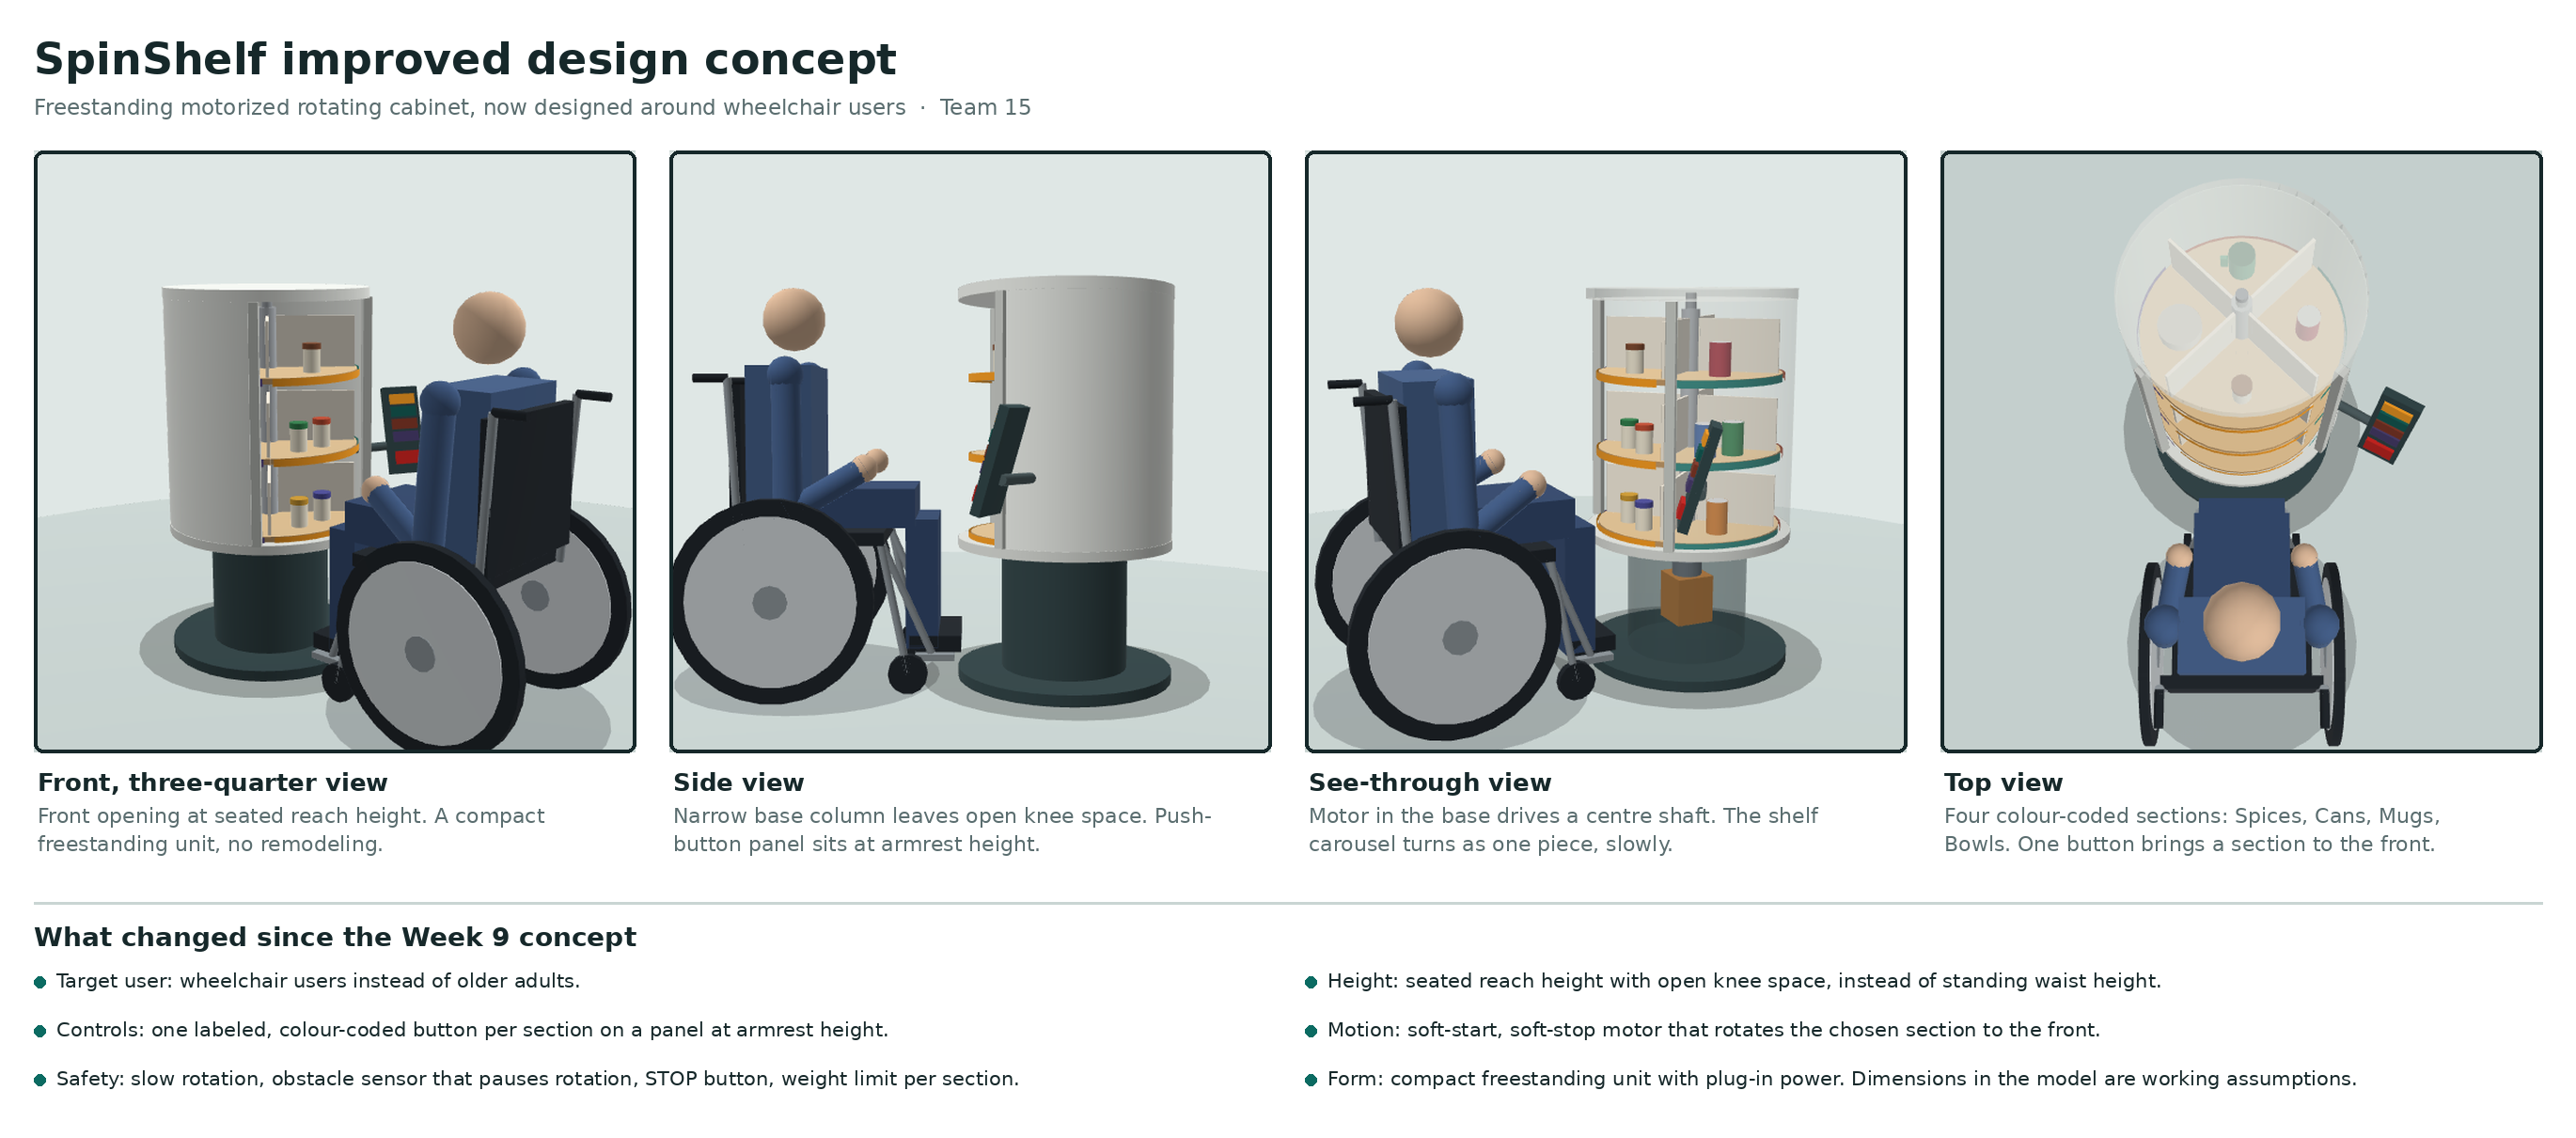 SpinShelf improved design concept
Freestanding motorized rotating cabinet, now designed around wheelchair users · Team 15
Front, three-quarter view
Front opening at seated reach height. A compact
freestanding unit, no remodeling.
Side view
Narrow base column leaves open knee space. Push-
button panel sits at armrest height.
See-through view
Motor in the base drives a centre shaft. The shelf
carousel turns as one piece, slowly.
Top view
Four colour-coded sections: Spices, Cans, Mugs,
Bowls. One button brings a section to the front.
What changed since the Week 9 concept
Target user: wheelchair users instead of older adults.
Height: seated reach height with open knee space, instead of standing waist height.
Controls: one labeled, colour-coded button per section on a panel at armrest height.
Motion: soft-start, soft-stop motor that rotates the chosen section to the front.
Safety: slow rotation, obstacle sensor that pauses rotation, STOP button, weight limit per section.
Form: compact freestanding unit with plug-in power. Dimensions in the model are working assumptions.